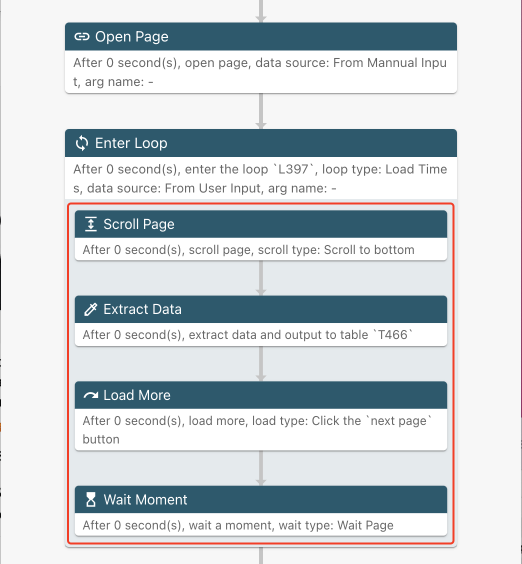 Open Page
After 0 second(s), open page, data source: From Mannual Inpu
t, arg name: -
Enter Loop
After 0 second(s), enter the loop `L397`, loop type: Load Time
s, data source: From User Input, arg name: -
Scroll Page
After 0 second(s), scroll page, scroll type: Scroll to bottom
Extract Data
After 0 second(s), extract data and output to table `T466`
Load More
After 0 second(s), load more, load type: Click the `next page`
button
Wait Moment
After 0 second(s), wait a moment, wait type: Wait Page